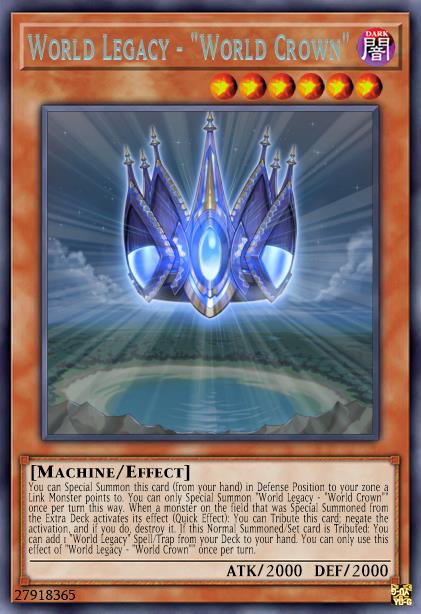 World Legacy - "World Crown"
DARK
闇
[Machine/Effect]
You can Special Summon this card (from your hand) in Defense Position to your zone a
Link Monster points to. You can only Special Summon "World Legacy - "World Crown""
once per turn this way. When a monster on the field that was Special Summoned from
the Extra Deck activates its effect (Quick Effect): You can Tribute this card; negate the
activation, and if you do, destroy it. If this Normal Summoned/Set card is Tributed: You
can add 1 "World Legacy" Spell/Trap from your Deck to your hand. You can only use this
effect of "World Legacy - "World Crown"" once per turn.
ATK/2000 DEF/2000
27918365